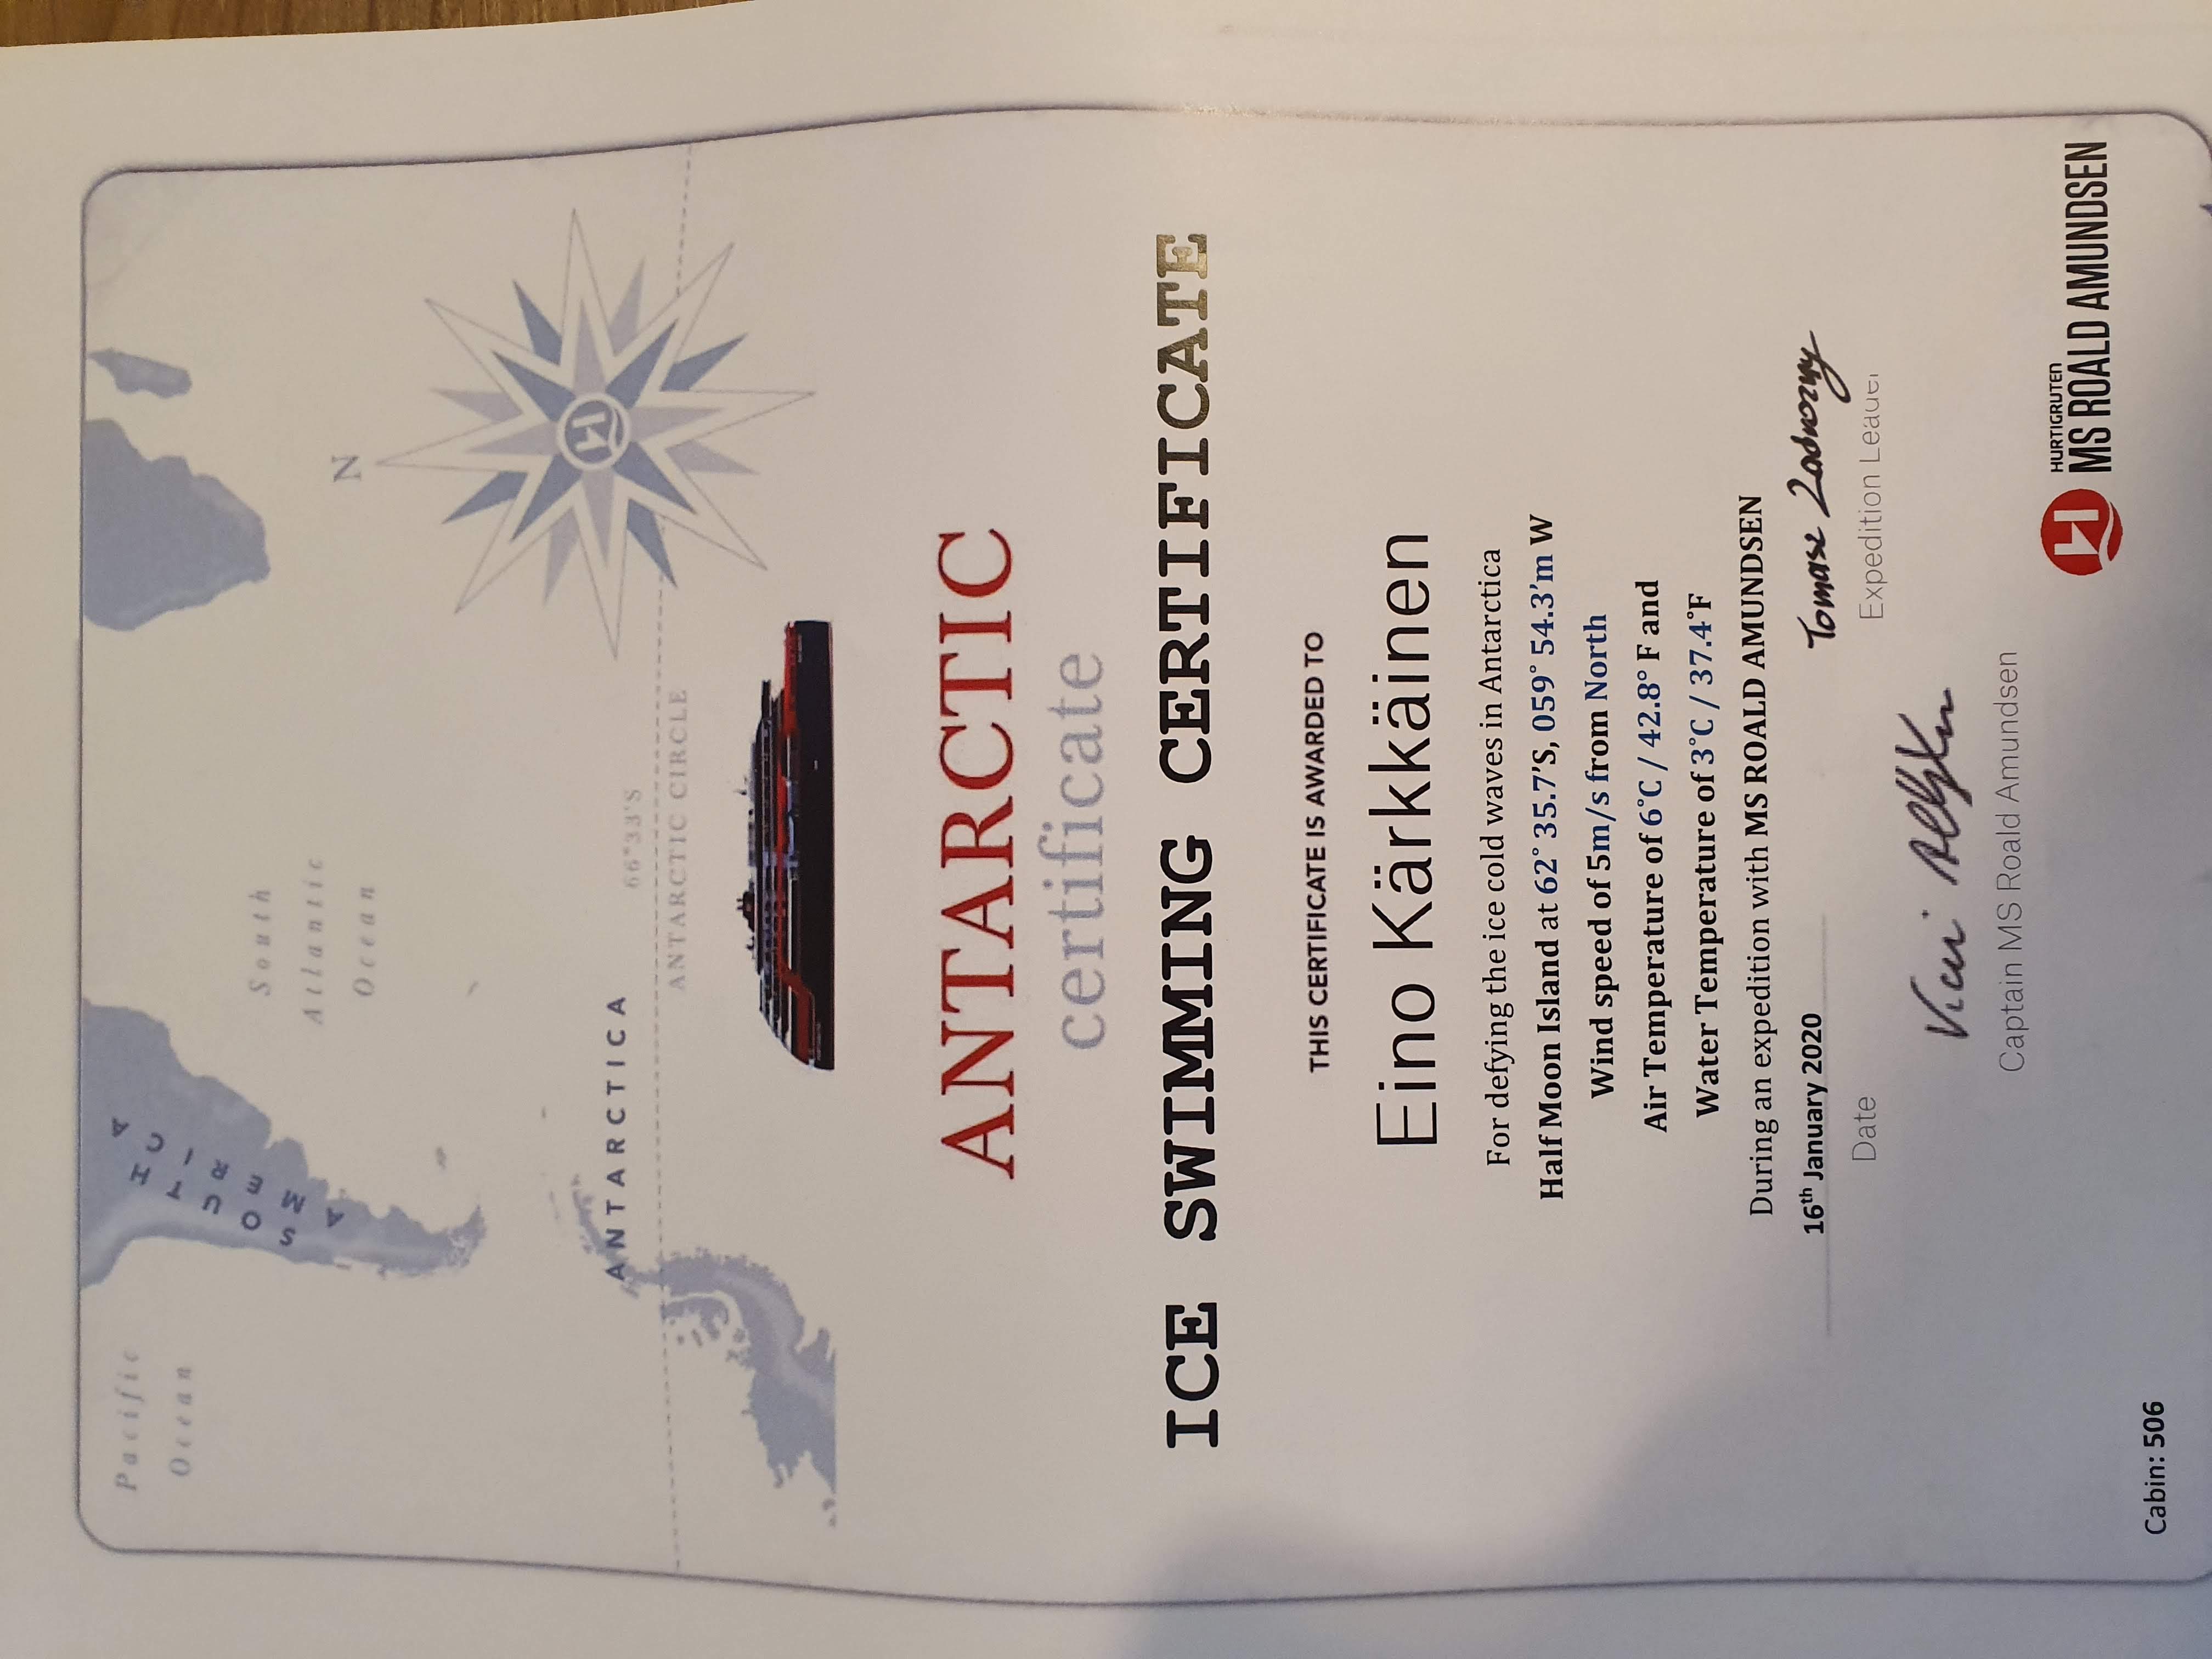 Pacific
Ocean
SOUTH
AMERICA
South
Atlantic
Ocean
N
ANTARCTICA
66°33'S
ANTARCTIC CIRCLE
ANTARCTIC
certificate
ICE SWIMMING CERTIFICATE
THIS CERTIFICATE IS AWARDED TO
Eino Kärkkäinen
For defying the ice cold waves in Antarctica
Half Moon Island at 62° 35.7’S, 059° 54.3’m W
Wind speed of 5m/s from North
Air Temperature of 6°C / 42.8° F and
Water Temperature of 3°C / 37.4°F
During an expedition with MS ROALD AMUNDSEN
16th January 2020
Tomasz Zadrozny
Date
Expedition Leader
Captain MS Roald Amundsen
HURTIGRUTEN
MS ROALD AMUNDSEN
Cabin: 506